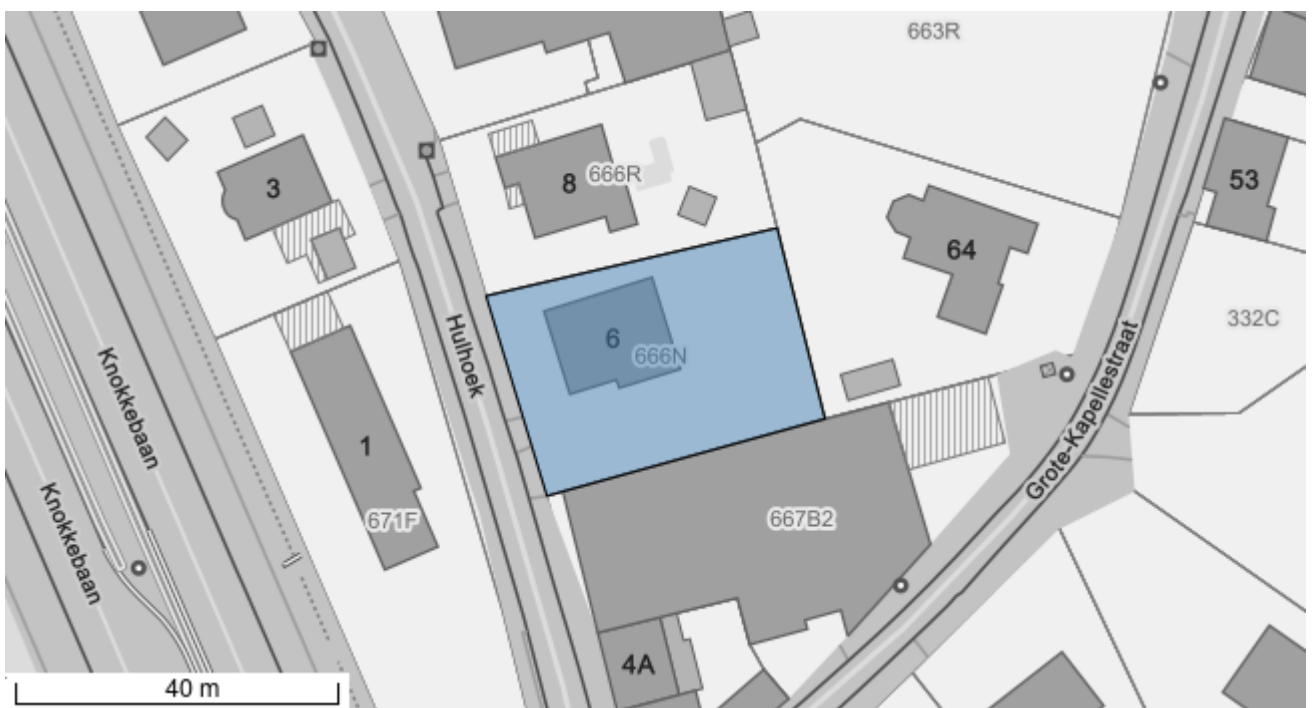 663R
3
8
666R
53
64
332C
Hulhoek
6
666N
Knokkebaan
Grote-Kapellestraat
1
Knokkebaan
671F
667B2
4A
40 m